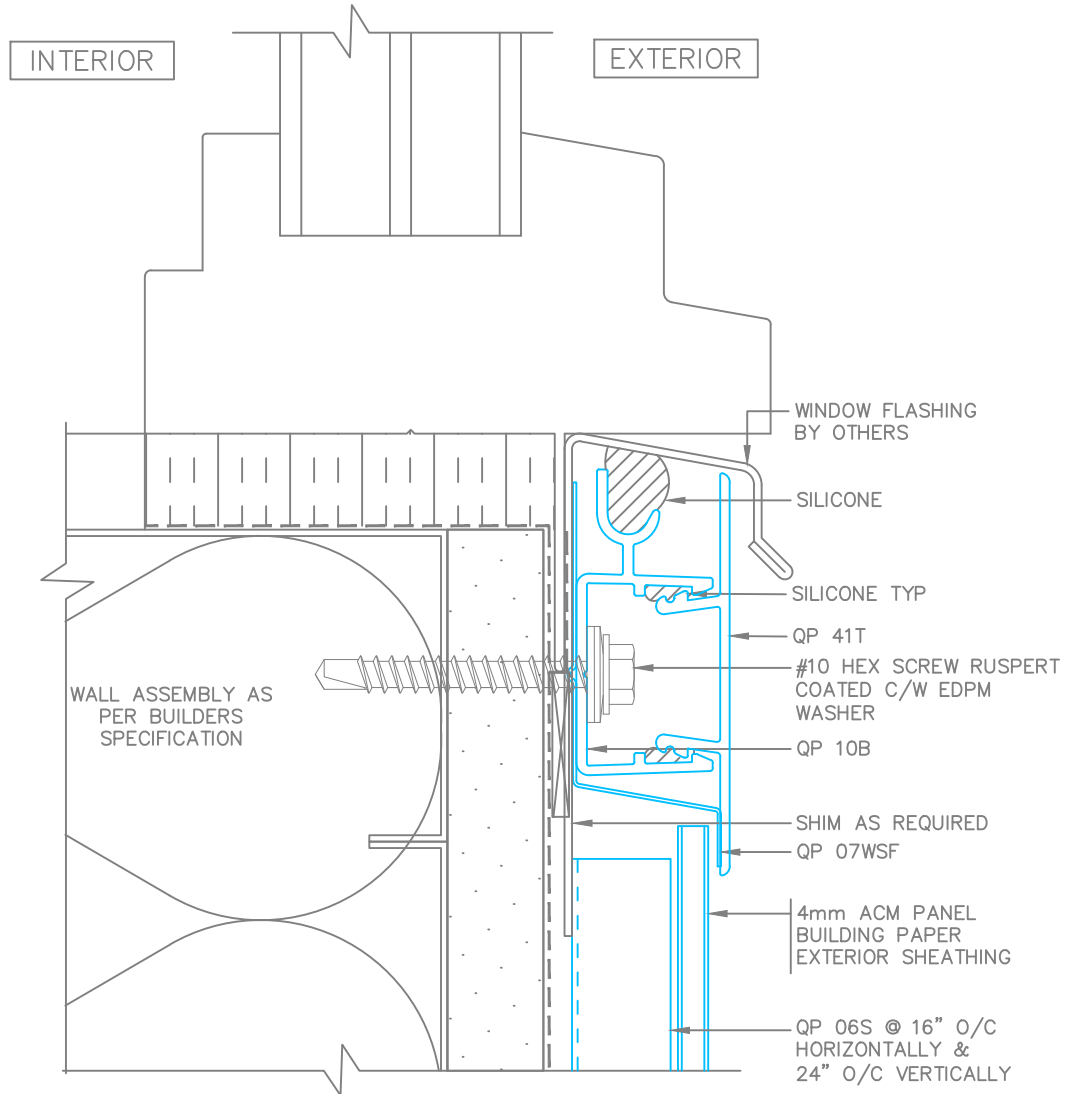 INTERIOR
EXTERIOR
WINDOW FLASHING
BY OTHERS
SILICONE
SILICONE TYP
QP 41T
#10 HEX SCREW RUSPERT
COATED C/W EDPM
WASHER
WALL ASSEMBLY AS
PER BUILDERS
SPECIFICATION
QP 10B
SHIM AS REQUIRED
QP 07WSF
4mm ACM PANEL
BUILDING PAPER
EXTERIOR SHEATHING
QP 06S @ 16” O/C
HORIZONTALLY &
24” O/C VERTICALLY